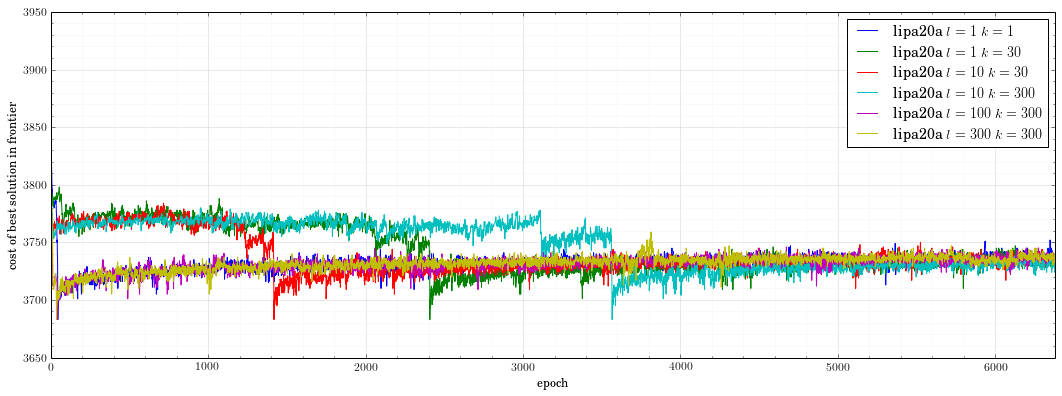 3950
3900
3850
3800
3750
3700
3650
cost of best solution in frontier
0
1000
2000
3000
4000
5000
6000
epoch
lipa20a l = 1 k = 1
lipa20a l = 1 k = 30
lipa20a l = 10 k = 30
lipa20a l = 10 k = 300
lipa20a l = 100 k = 300
lipa20a l = 300 k = 300